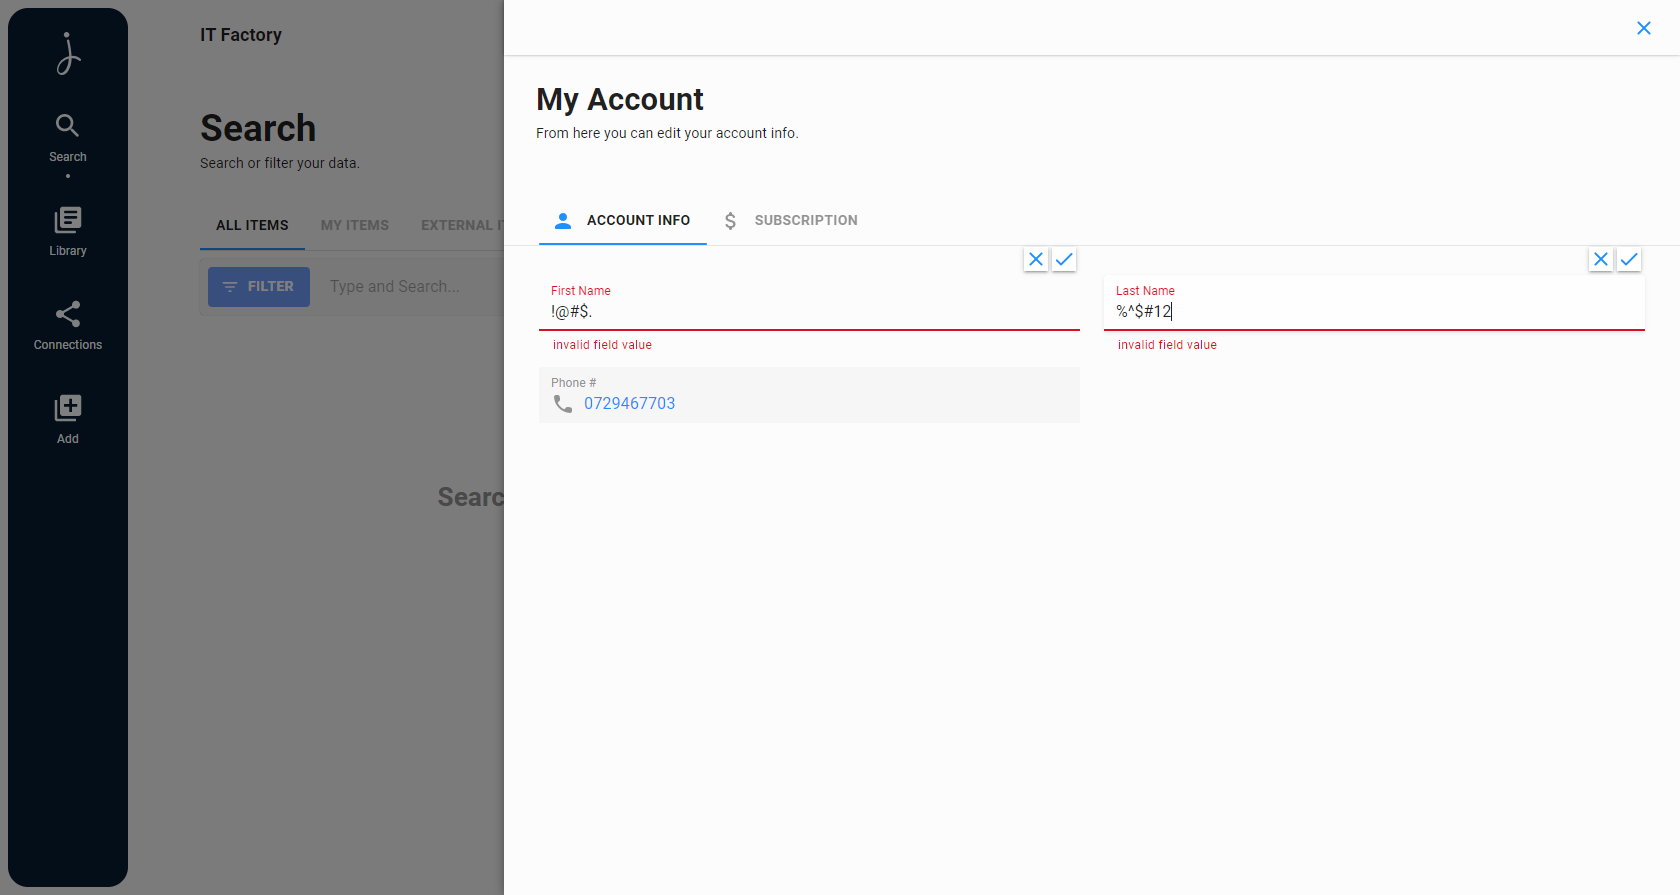 IT Factory
Search
Search or filter your data.
ALL ITEMS MY ITEMS EXTERNAL
FILTER Type and Search...
Searc
Search
Library
Connections
Add
My Account
From here you can edit your account info.
ACCOUNT INFO SUBSCRIPTION
First Name
!@#$.
invalid field value
Last Name
%^$#12
invalid field value
Phone #
0729467703